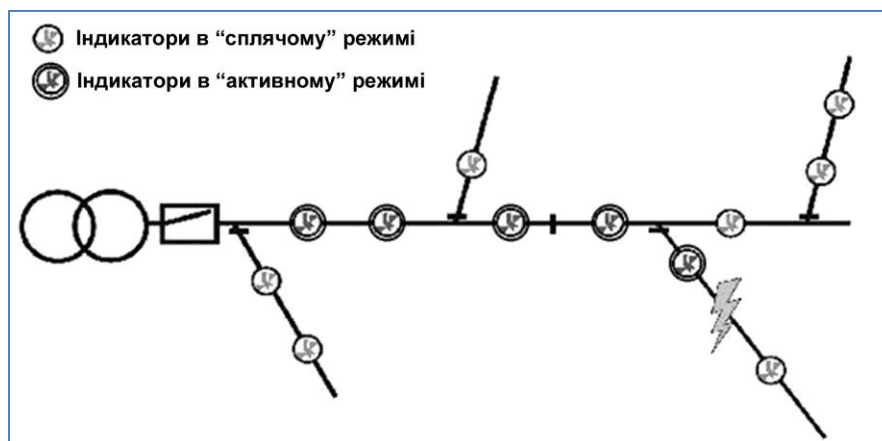 Індикатори в “сплячому” режимі
Індикатори в “активному” режимі